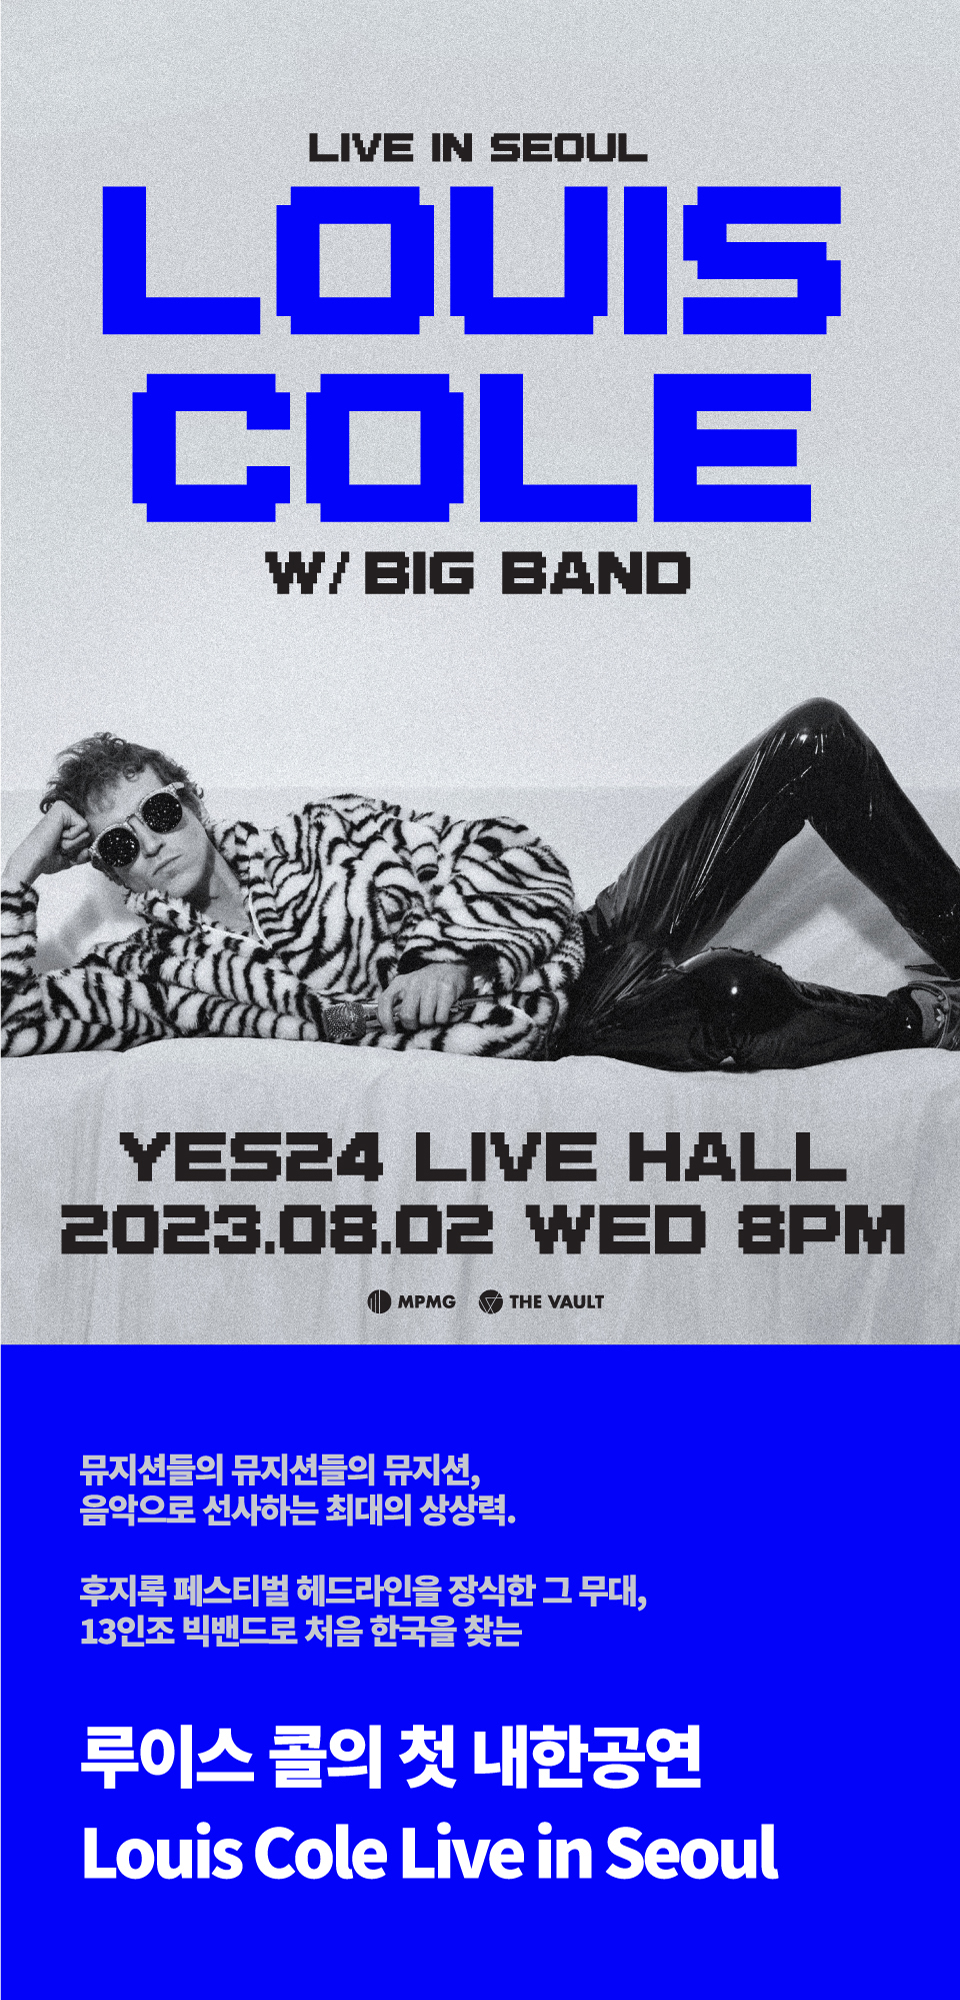 LIVE IN SEOUL
LOUIS
COLE
W/ BIG BAND
YES24 LIVE HALL
2023.08.02 WED 8PM
MPMG THE VAULT
뮤지션들의 뮤지션들의 뮤지션,
음악으로 선사하는 최대의 상상력.
후지록 페스티벌 헤드라인을 장식한 그 무대,
13인조 빅밴드로 처음 한국을 찾는
루이스 콜의 첫 내한공연
Louis Cole Live in Seoul